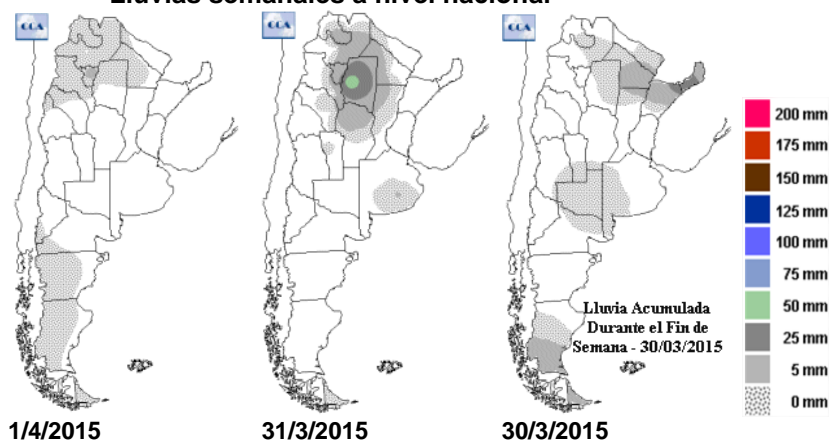 Lluvias semanales a nivel nacional
CCA
CCA
CCA
200 mm
175 mm
150 mm
125 mm
100 mm
75 mm
50 mm
25 mm
5 mm
0 mm
Lluvia Acumulada
Durante el Fin de
Semana - 30/03/2015
1/4/2015
31/3/2015
30/3/2015